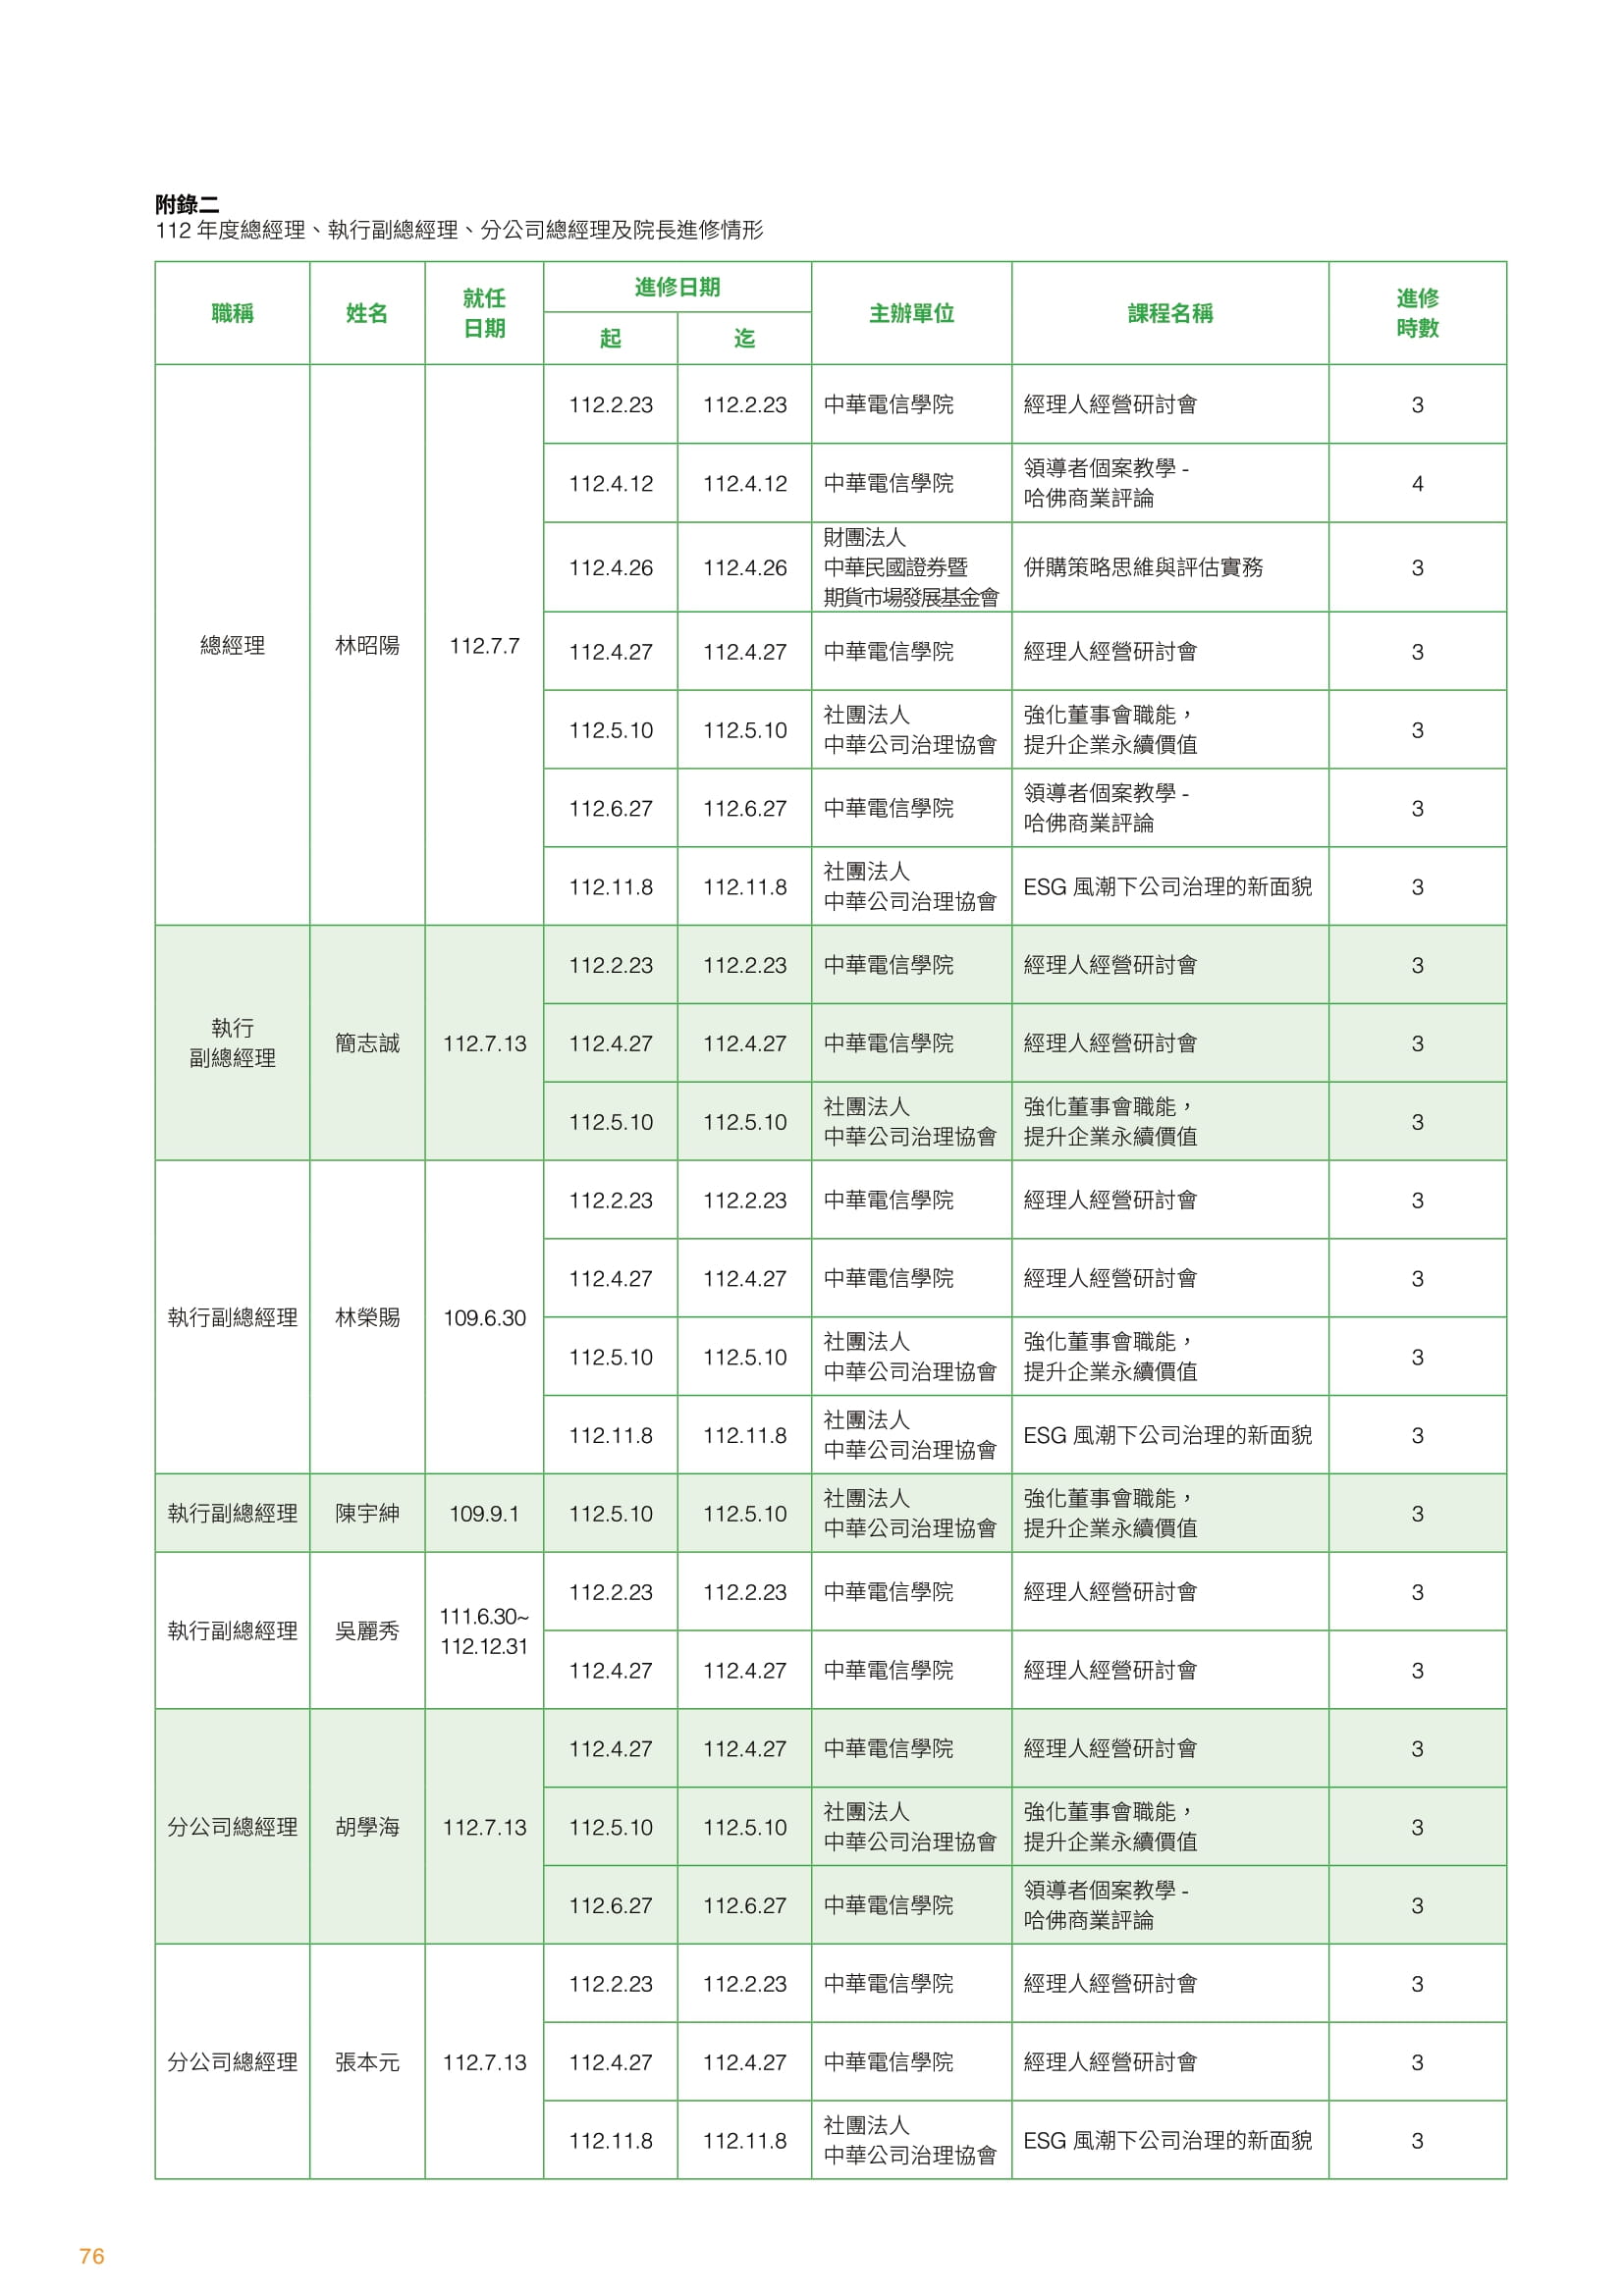 附錄二
112 年度總經理、執行副總經理、分公司總經理及院長進修情形
職稱 姓名 就任日期 進修日期 主辦單位 課程名稱 進修時數
起 迄
總經理 林昭陽 112.7.7
112.2.23 112.2.23 中華電信學院 經理人經營研討會 3
112.4.12 112.4.12 中華電信學院 領導者個案教學 -
哈佛商業評論 4
112.4.26 112.4.26 財團法人
中華民國證券暨
期貨市場發展基金會 併購策略思維與評估實務 3
112.4.27 112.4.27 中華電信學院 經理人經營研討會 3
112.5.10 112.5.10 社團法人
中華公司治理協會 強化董事會職能，
提升企業永續價值 3
112.6.27 112.6.27 中華電信學院 領導者個案教學 -
哈佛商業評論 3
112.11.8 112.11.8 社團法人
中華公司治理協會 ESG 風潮下公司治理的新面貌 3
執行
副總經理 簡志誠 112.7.13
112.2.23 112.2.23 中華電信學院 經理人經營研討會 3
112.4.27 112.4.27 中華電信學院 經理人經營研討會 3
112.5.10 112.5.10 社團法人
中華公司治理協會 強化董事會職能，
提升企業永續價值 3
執行副總經理 林榮賜 109.6.30
112.2.23 112.2.23 中華電信學院 經理人經營研討會 3
112.4.27 112.4.27 中華電信學院 經理人經營研討會 3
112.5.10 112.5.10 社團法人
中華公司治理協會 強化董事會職能，
提升企業永續價值 3
112.11.8 112.11.8 社團法人
中華公司治理協會 ESG 風潮下公司治理的新面貌 3
執行副總經理 陳宇紳 109.9.1 112.5.10 112.5.10 社團法人
中華公司治理協會 強化董事會職能，
提升企業永續價值 3
執行副總經理 吳麗秀 111.6.30~
112.12.31
112.2.23 112.2.23 中華電信學院 經理人經營研討會 3
112.4.27 112.4.27 中華電信學院 經理人經營研討會 3
分公司總經理 胡學海 112.7.13
112.4.27 112.4.27 中華電信學院 經理人經營研討會 3
112.5.10 112.5.10 社團法人
中華公司治理協會 強化董事會職能，
提升企業永續價值 3
112.6.27 112.6.27 中華電信學院 領導者個案教學 -
哈佛商業評論 3
分公司總經理 張本元 112.7.13
112.2.23 112.2.23 中華電信學院 經理人經營研討會 3
112.4.27 112.4.27 中華電信學院 經理人經營研討會 3
112.11.8 112.11.8 社團法人
中華公司治理協會 ESG 風潮下公司治理的新面貌 3
76